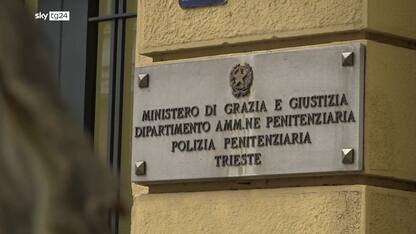 sky tg24
MINISTERO DI GRAZIA E GIUSTIZIA
DIPARTIMENTO AMM.NE PENITENZIARIA
POLIZIA PENITENZIARIA
TRIESTE